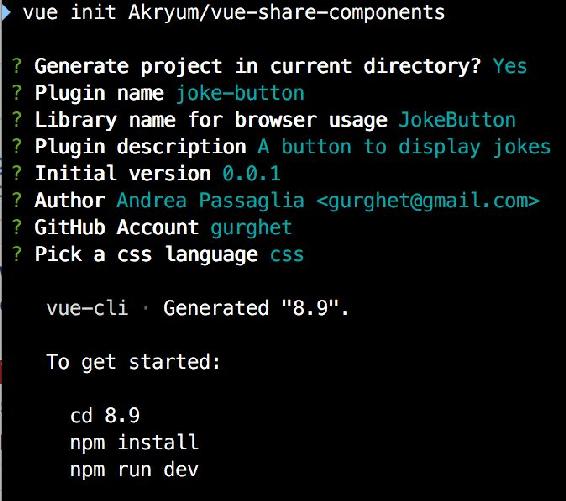 vue init Akryum/vue-share-components
? Generate project in current directory? Yes
? Plugin name joke-button
? Library name for browser usage JokeButton
? Plugin description A button to display jokes
? Initial version 0.0.1
? Author Andrea Passaglia <gurghet@gmail.com>
? GitHub Account gurghet
? Pick a css language css
vue-cli · Generated "8.9".
To get started:
cd 8.9
npm install
npm run dev